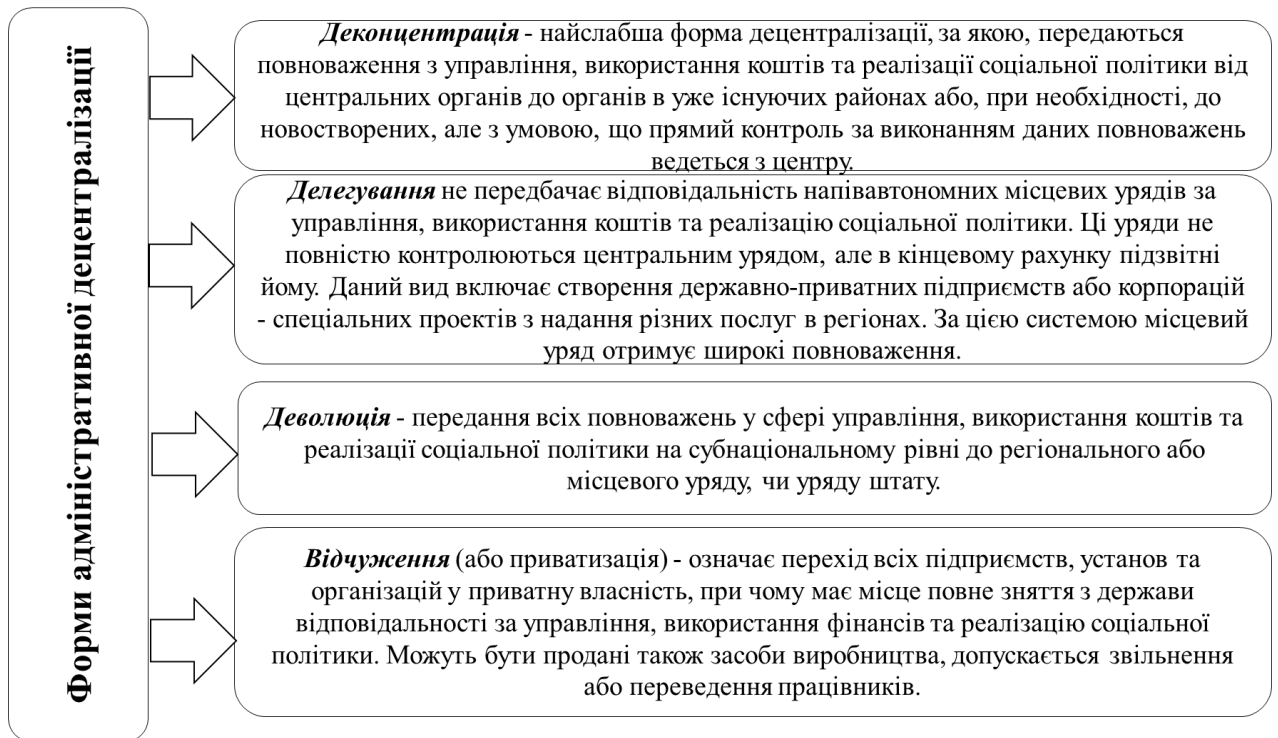 Форми адміністративної децентралізації
Деконцентрація - найслабша форма децентралізації, за якою, передаються
повноваження з управління, використання коштів та реалізації соціальної політики від
центральних органів до органів в уже існуючих районах або, при необхідності, до
новостворених, але з умовою, що прямий контроль за виконанням даних повноважень
ведеться з центру.
Делегування не передбачає відповідальність напівавтономних місцевих урядів за
управління, використання коштів та реалізацію соціальної політики. Ці уряди не
повністю контролюються центральним урядом, але в кінцевому рахунку підзвітні
йому. Даний вид включає створення державно-приватних підприємств або корпорацій
- спеціальних проектів з надання різних послуг в регіонах. За цією системою місцевий
уряд отримує широкі повноваження.
Деволюція - передання всіх повноважень у сфері управління, використання коштів та
реалізації соціальної політики на субнаціональному рівні до регіонального або
місцевого уряду, чи уряду штату.
Відчуження (або приватизація) - означає перехід всіх підприємств, установ та
організацій у приватну власність, при чому має місце повне зняття з держави
відповідальності за управління, використання фінансів та реалізацію соціальної
політики. Можуть бути продані також засоби виробництва, допускається звільнення
або переведення працівників.